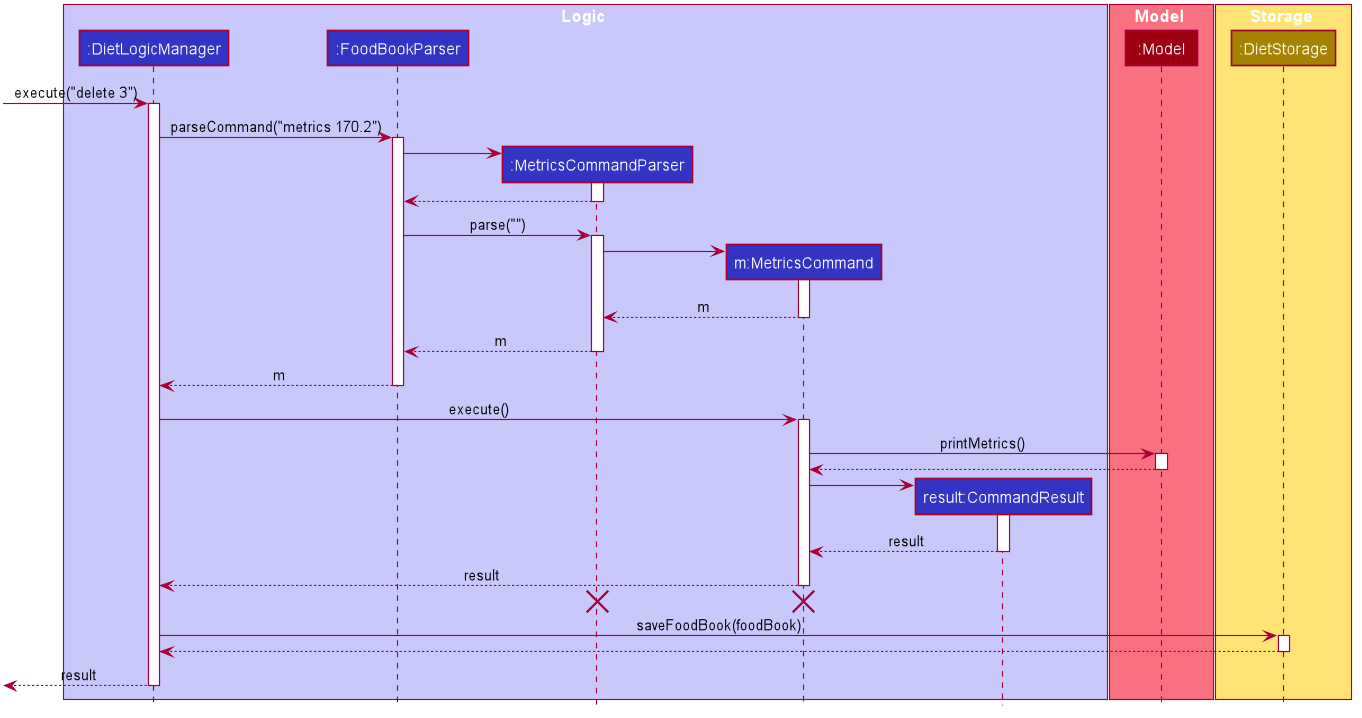 Logic
Model
Storage
:DietLogicManager
:FoodBookParser
:Model
:DietStorage
execute("delete 3")
parseCommand("metrics 170.2")
:MetricsCommandParser
parse("")
m:MetricsCommand
m
m
m
execute()
printMetrics()
result:CommandResult
result
result
saveFoodBook(foodBook)
result